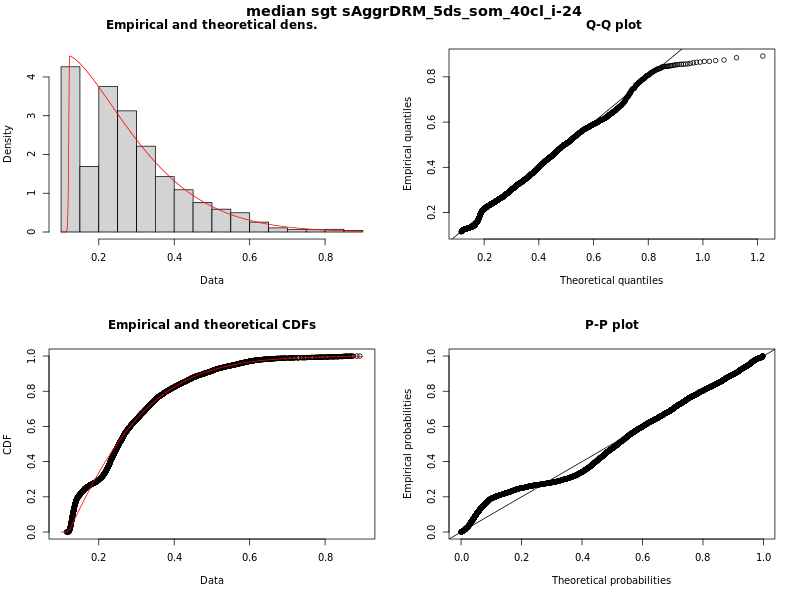 median sgt sAggrDRM_5ds_som_40cl_i-24
Empirical and theoretical dens.
Density
0 1 2 3 4
0.2 0.4 0.6 0.8
Data
Q-Q plot
Empirical quantiles
0.2 0.4 0.6 0.8
0.2 0.4 0.6 0.8 1.0 1.2
Theoretical quantiles
Empirical and theoretical CDFs
CDF
0.0 0.2 0.4 0.6 0.8 1.0
0.2 0.4 0.6 0.8
Data
P-P plot
Empirical probabilities
0.0 0.2 0.4 0.6 0.8 1.0
0.0 0.2 0.4 0.6 0.8 1.0
Theoretical probabilities